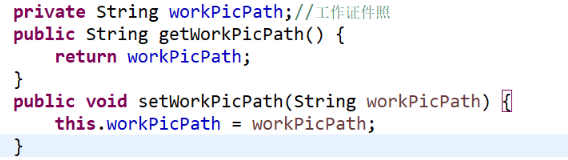 private String workPicPath;//工作证件照
public String getWorkPicPath() {
return workPicPath;
}
public void setWorkPicPath(String workPicPath) {
this.workPicPath = workPicPath;
}